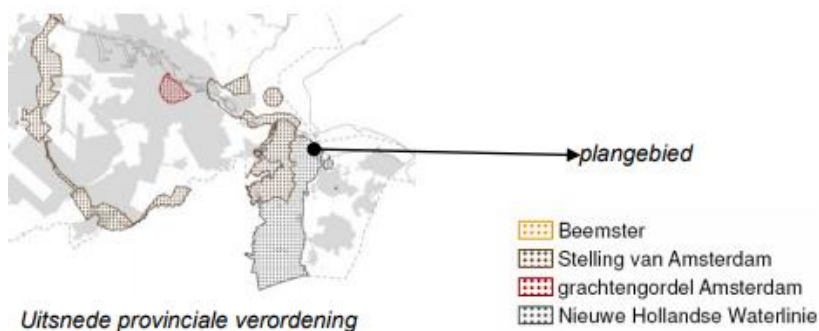 plangebied
Beemster
Stelling van Amsterdam
grachtengordel Amsterdam
Nieuwe Hollandse Waterlinie
Uitsnede provinciale verordening